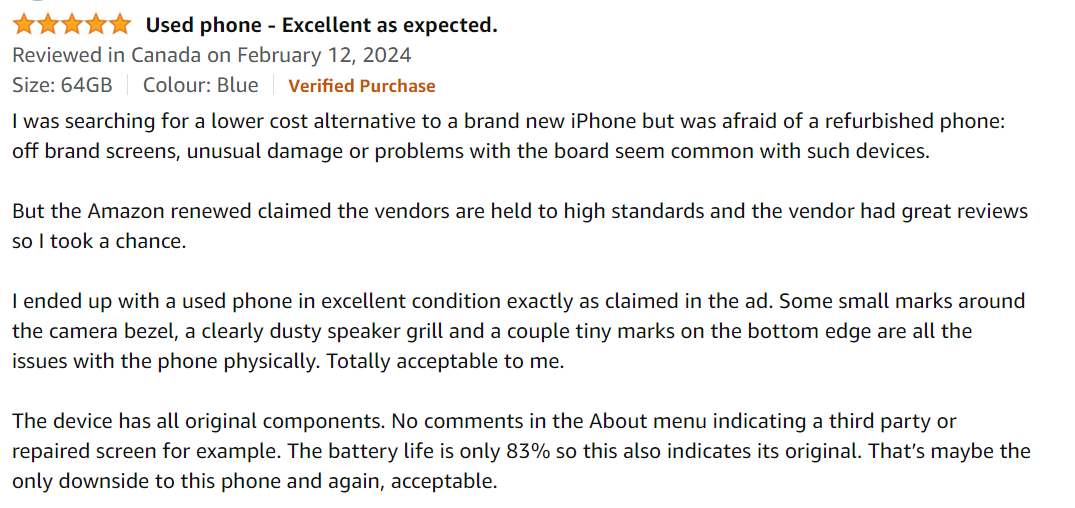 Used phone - Excellent as expected.
Reviewed in Canada on February 12, 2024
Size: 64GB Colour: Blue Verified Purchase
I was searching for a lower cost alternative to a brand new iPhone but was afraid of a refurbished phone:
off brand screens, unusual damage or problems with the board seem common with such devices.
But the Amazon renewed claimed the vendors are held to high standards and the vendor had great reviews
so I took a chance.
I ended up with a used phone in excellent condition exactly as claimed in the ad. Some small marks around
the camera bezel, a clearly dusty speaker grill and a couple tiny marks on the bottom edge are all the
issues with the phone physically. Totally acceptable to me.
The device has all original components. No comments in the About menu indicating a third party or
repaired screen for example. The battery life is only 83% so this also indicates its original. That’s maybe the
only downside to this phone and again, acceptable.